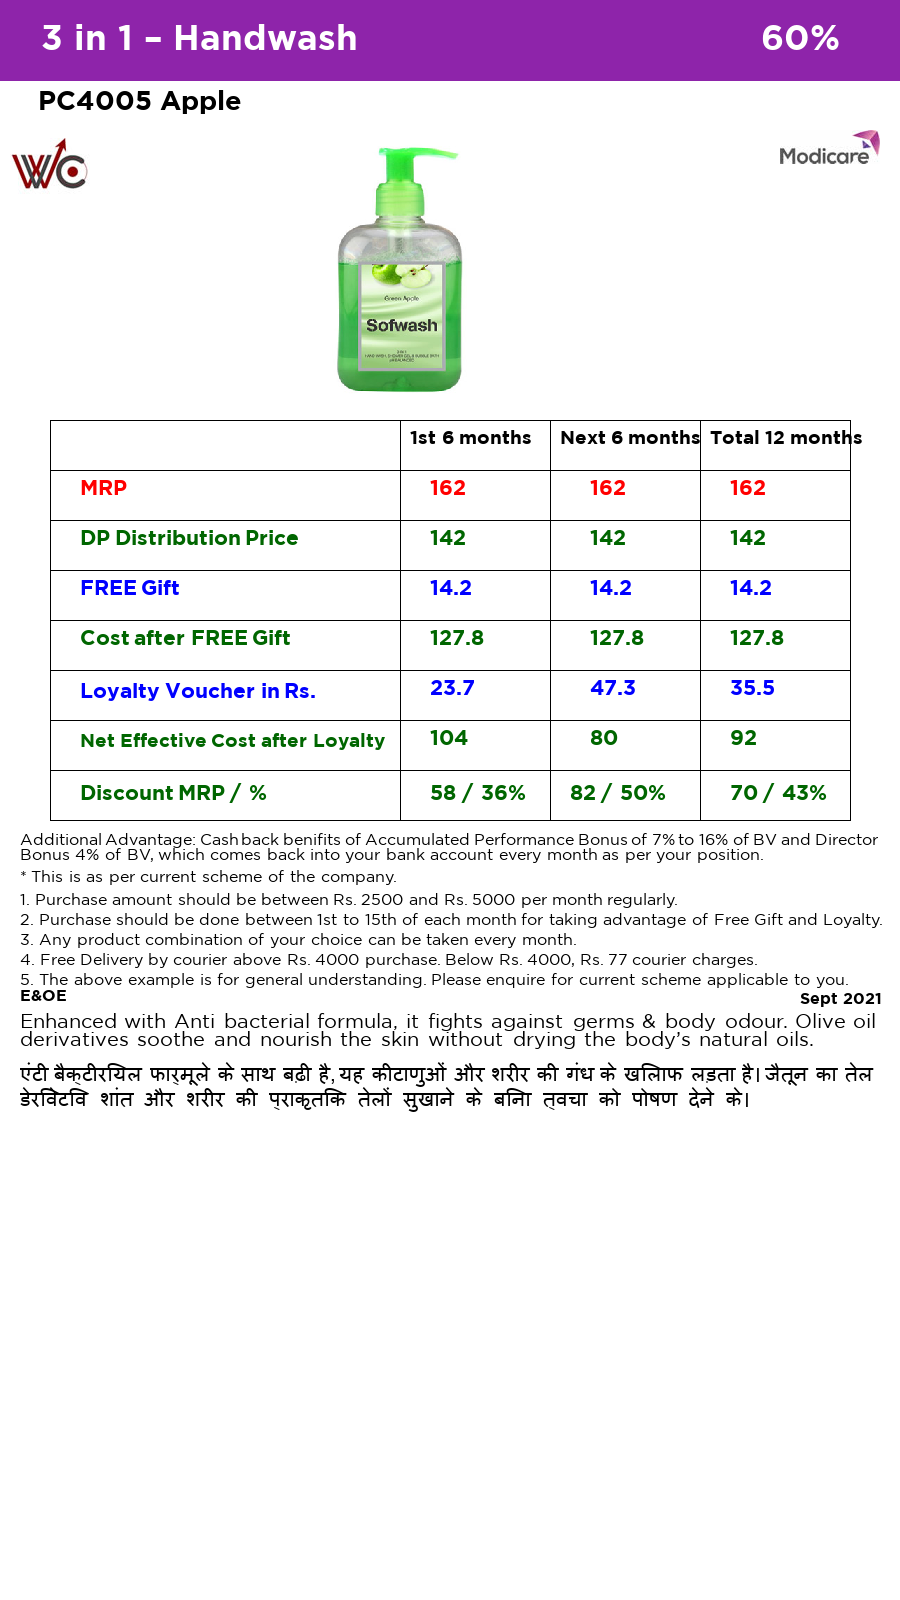 3 in 1 – Handwash 60%
PC4005 Apple
WC
Modicare
Green Apple
Sofwash
3 IN 1
HAND WASH, SHOWER GEL & BUBBLE BATH
1st 6 months Next 6 months Total 12 months
MRP 162 162 162
DP Distribution Price 142 142 142
FREE Gift 14.2 14.2 14.2
Cost after FREE Gift 127.8 127.8 127.8
Loyalty Voucher in Rs. 23.7 47.3 35.5
Net Effective Cost after Loyalty 104 80 92
Discount MRP / % 58 / 36% 82 / 50% 70 / 43%
Additional Advantage: Cashback benifits of Accumulated Performance Bonus of 7% to 16% of BV and Director
Bonus 4% of BV, which comes back into your bank account every month as per your position.
* This is as per current scheme of the company.
1. Purchase amount should be between Rs. 2500 and Rs. 5000 per month regularly.
2. Purchase should be done between 1st to 15th of each month for taking advantage of Free Gift and Loyalty.
3. Any product combination of your choice can be taken every month.
4. Free Delivery by courier above Rs. 4000 purchase. Below Rs. 4000, Rs. 77 courier charges.
5. The above example is for general understanding. Please enquire for current scheme applicable to you.
E&OE Sept 2021
Enhanced with Anti bacterial formula, it fights against germs & body odour. Olive oil
derivatives soothe and nourish the skin without drying the body's natural oils.
एंटी बैक्टीरियल फार्मूले के साथ बढ़ी है, यह कीटाणुओं और शरीर की गंध के खिलाफ लड़ता है। जैतून का तेल
डेरिवेटिव शांत और शरीर की प्राकृतिक तेलों सुखाने के बिना त्वचा को पोषण देने के।